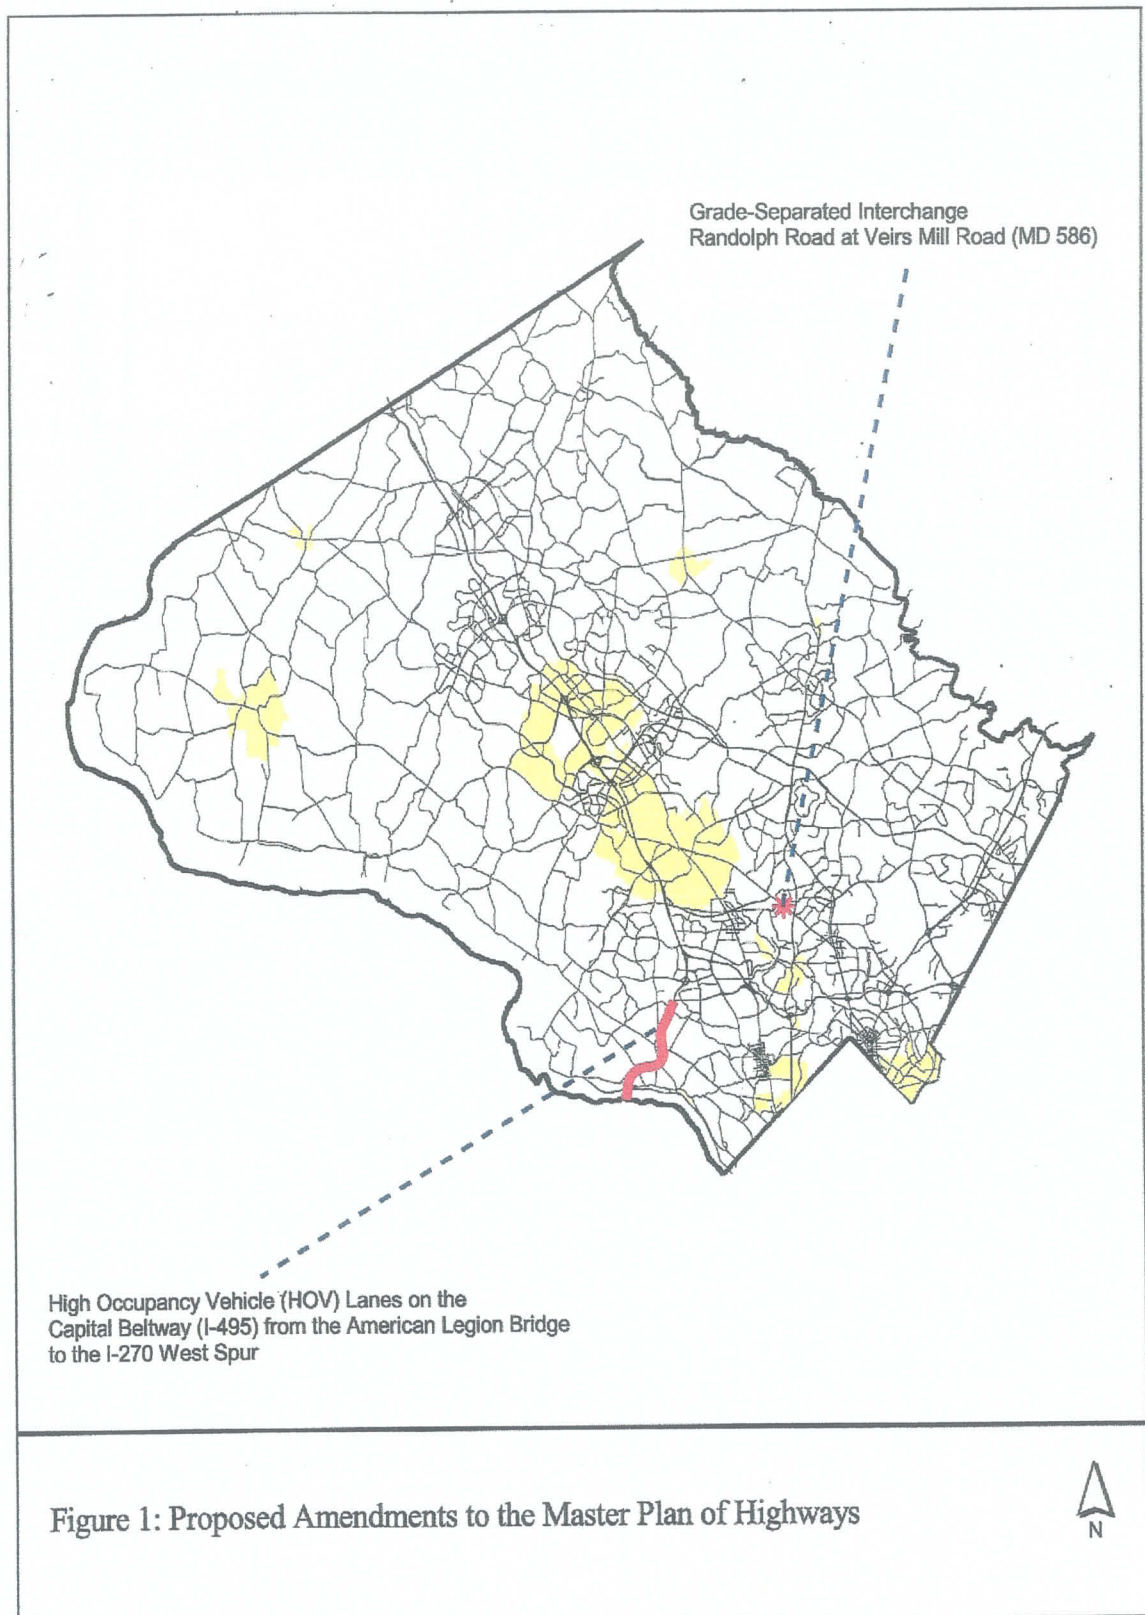 Grade-Separated Interchange
Randolph Road at Veirs Mill Road (MD 586)
High Occupancy Vehicle (HOV) Lanes on the
Capital Beltway (I-495) from the American Legion Bridge
to the I-270 West Spur
Figure 1: Proposed Amendments to the Master Plan of Highways
N